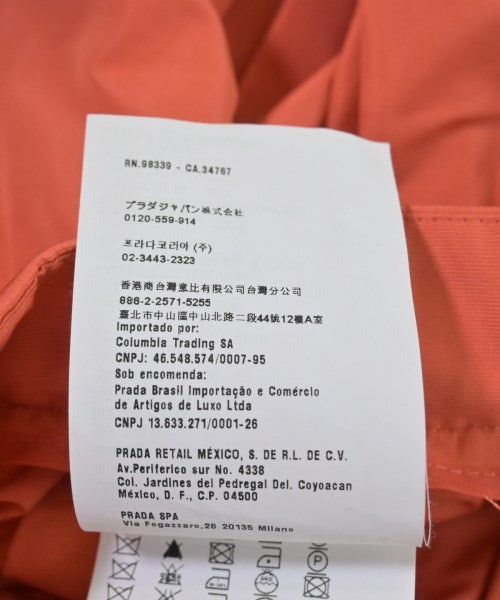 RN.98339 - CA.34767
プラダジャパン株式会社
0120-559-914
프라다코리아 (주)
02-3443-2323
香港商台灣意比有限公司台灣分公司
886-2-2571-5255
臺北市中山區中山北路二段44號12樓A室
Importado por:
Columbia Trading SA
CNPJ: 46.548.574/0007-95
Sob encomenda:
Prada Brasil Importação e Comércio
de Artigos de Luxo Ltda
CNPJ 13.633.271/0001-26
PRADA RETAIL MÉXICO, S. DE R.L. DE C.V.
Av.Periferico sur No. 4338
Col. Jardines del Pedregal Del. Coyoacan
México, D. F., C.P. 04500
PRADA SPA
Via Fogazzaro,28 20135 Milano
P